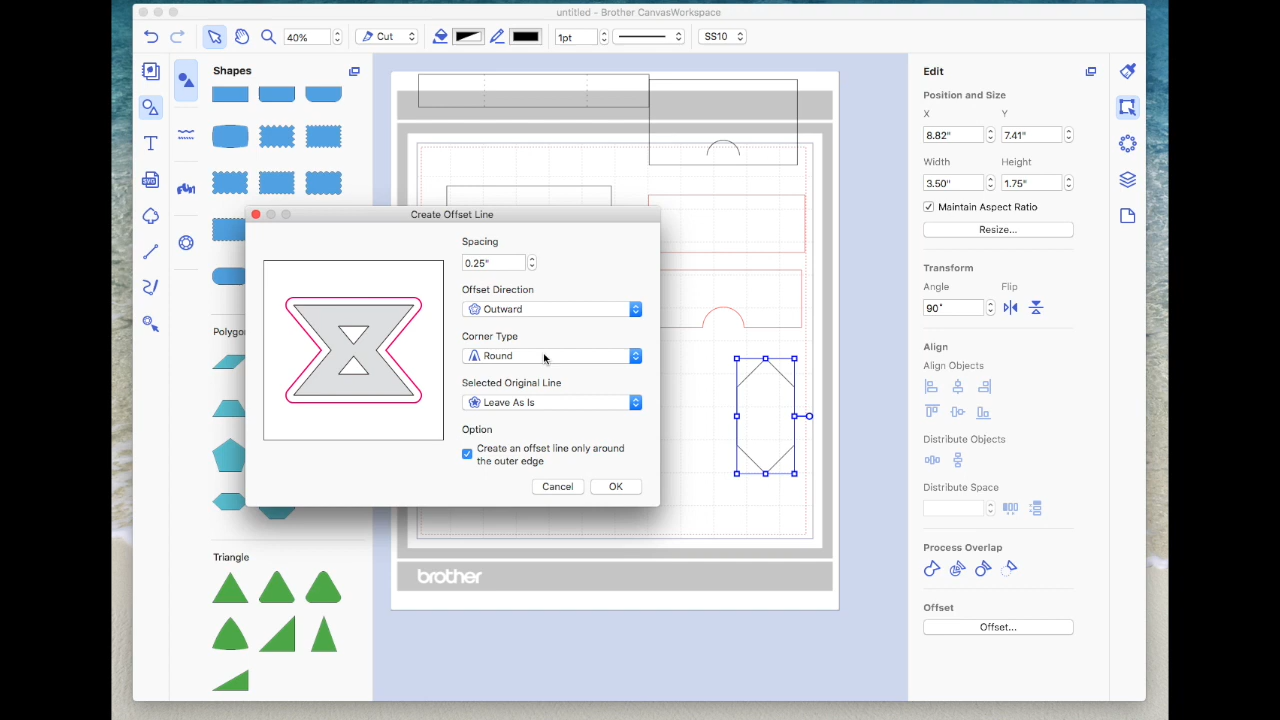 untitled - Brother CanvasWorkspace
40%
Cut
1pt
SS10
Shapes
Polygo
Triangle
Create Offset Line
Spacing
0.25"
Offset Direction
Outward
Corner Type
Round
Selected Original Line
Leave As Is
Option
Create an offset line only around
the outer edge
Cancel
OK
brother
Edit
Position and Size
X
Y
8.82"
7.41"
Width
Height
3.50"
1.75"
Maintain Aspect Ratio
Resize...
Transform
Angle
Flip
90°
Align
Align Objects
Distribute Objects
Distribute Space
Process Overlap
Offset
Offset...